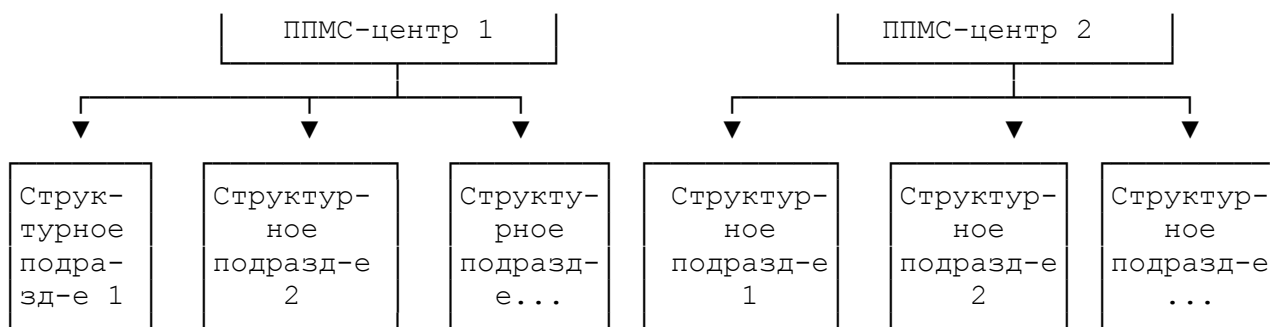 ППМС-центр 1
ППМС-центр 2
Струк-
турное
подра-
зд-е 1
Структур-
ное
подразд-е
2
Структу-
рное
подразд-
е...
Структур-
ное
подразд-е
1
Структур-
ное
подразд-е
2
Структур-
ное
подразд-е
...